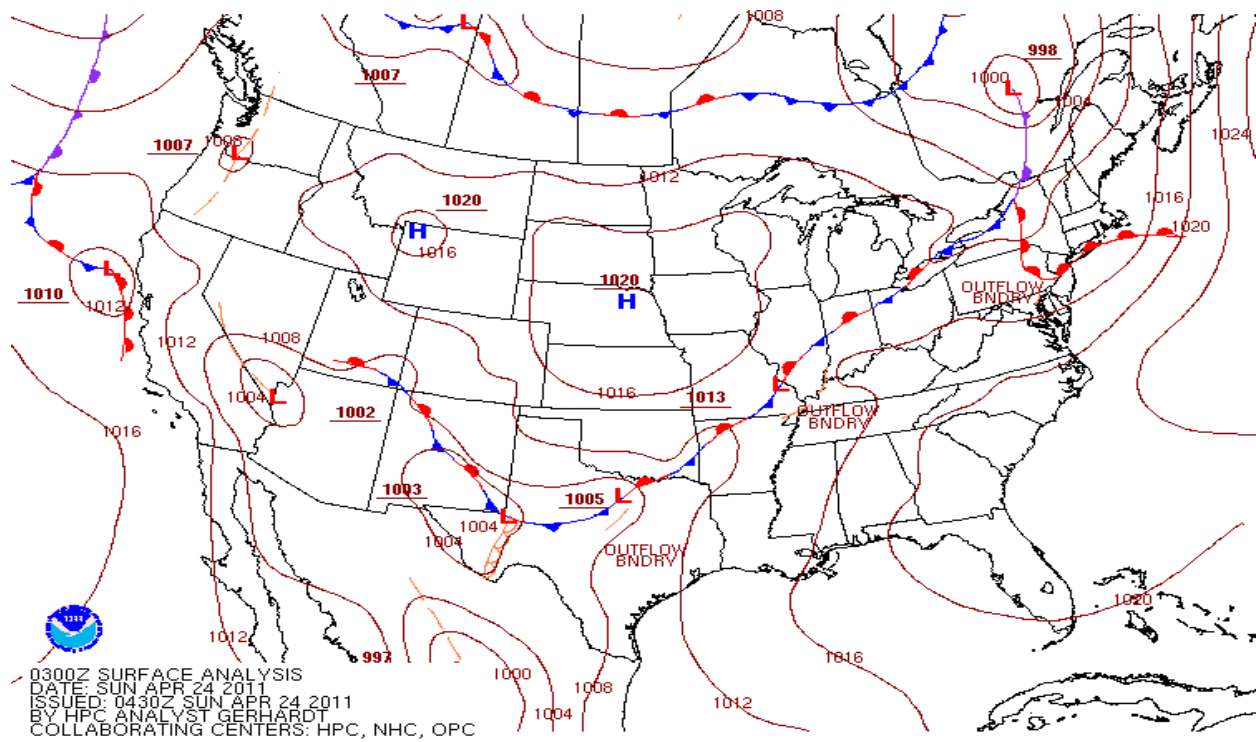 1008
998
1007
1000
1004
1024
1007
1008
1012
1016
1020
1020
1016
1020
1020
OUTFLOW
BNDRY
1010
1012
1012
1008
1016
1004
1013
1016
1002
OUTFLOW
BNDRY
1003
1005
1004
1004
OUTFLOW
BNDRY
1020
1012
997
1016
1000
1008
1012
1004
0300Z SURFACE ANALYSIS
DATE: SUN APR 24 2011
ISSUED: 0430Z SUN APR 24 2011
BY HPC ANALYST GERHARDT
COLLABORATING CENTERS: HPC, NHC, OPC
L
L
L
H
L
H
L
L
L
L